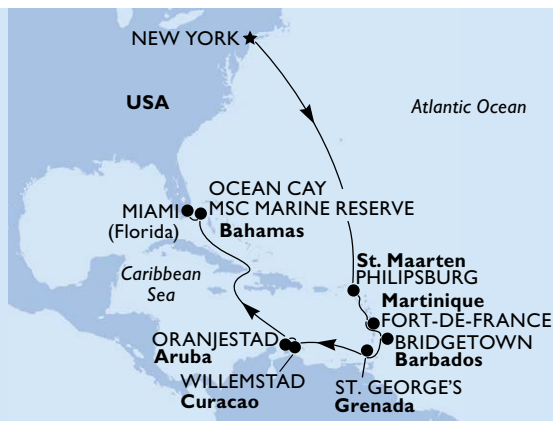 NEW YORK
USA
Atlantic Ocean
OCEAN CAY
MSC MARINE RESERVE
Bahamas
MIAMI
(Florida)
Caribbean
Sea
St. Maarten
PHILIPSBURG
Martinique
FORT-DE-FRANCE
BRIDGETOWN
Barbados
ORANJESTAD
Aruba
WILLEMSTAD
Curacao
ST. GEORGE'S
Grenada